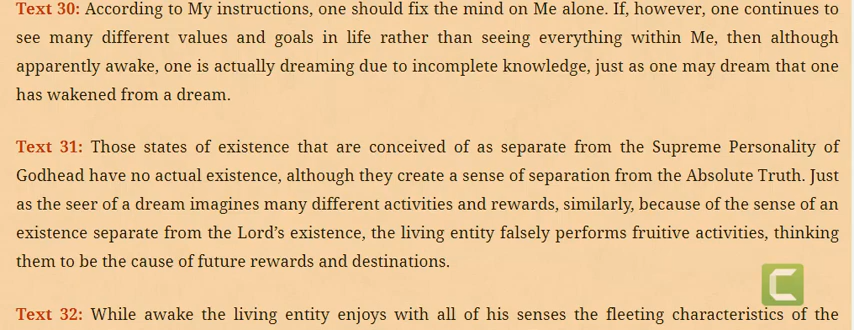 Text 30: According to My instructions, one should fix the mind on Me alone. If, however, one continues to
see many different values and goals in life rather than seeing everything within Me, then although
apparently awake, one is actually dreaming due to incomplete knowledge, just as one may dream that one
has wakened from a dream.
Text 31: Those states of existence that are conceived of as separate from the Supreme Personality of
Godhead have no actual existence, although they create a sense of separation from the Absolute Truth. Just
as the seer of a dream imagines many different activities and rewards, similarly, because of the sense of an
existence separate from the Lord’s existence, the living entity falsely performs fruitive activities, thinking
them to be the cause of future rewards and destinations.
Text 32: While awake the living entity enjoys with all of his senses the fleeting characteristics of the